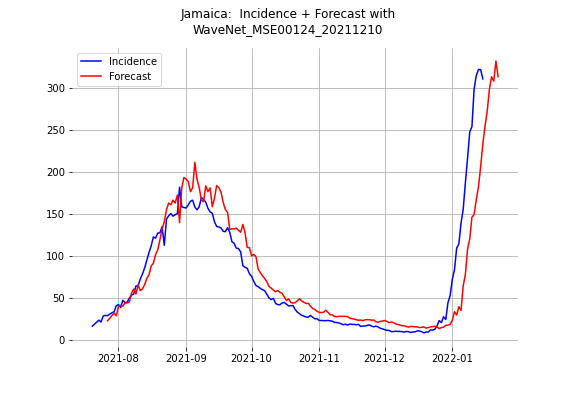 Jamaica:  Incidence + Forecast with
WaveNet_MSE00124_20211210
Incidence
Forecast
300
250
200
150
100
50
0
2021-08 2021-09 2021-10 2021-11 2021-12 2022-01